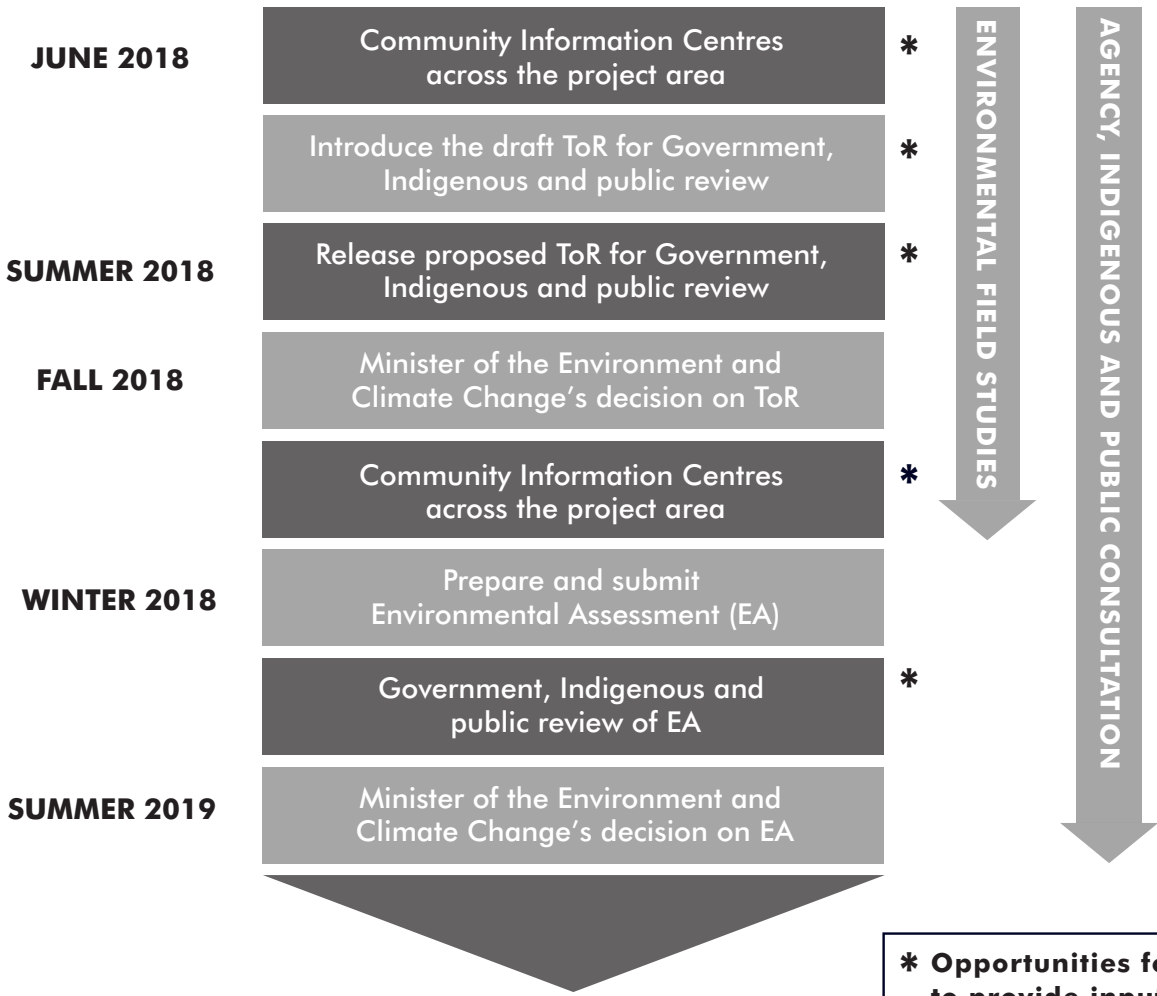 JUNE 2018
Community Information Centres
across the project area
*
Introduce the draft ToR for Government,
Indigenous and public review
*
SUMMER 2018
Release proposed ToR for Government,
Indigenous and public review
*
FALL 2018
Minister of the Environment and
Climate Change’s decision on ToR
Community Information Centres
across the project area
*
WINTER 2018
Prepare and submit
Environmental Assessment (EA)
Government, Indigenous and
public review of EA
*
SUMMER 2019
Minister of the Environment and
Climate Change’s decision on EA
ENVIRONMENTAL FIELD STUDIES
AGENCY, INDIGENOUS AND PUBLIC CONSULTATION
* Opportunities
to provide input